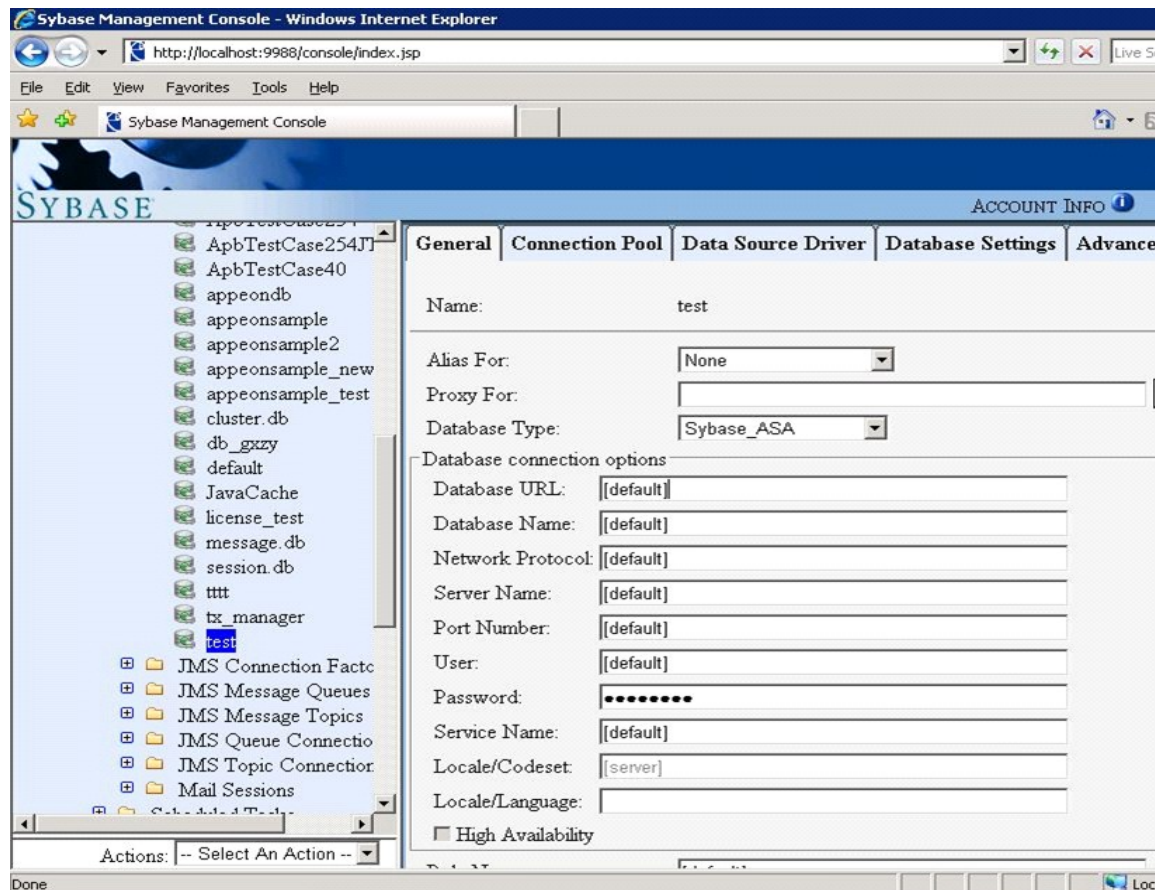 Sybase Management Console - Windows Internet Explorer
http://localhost:9988/console/index.jsp
Live S
File Edit View Favorites Tools Help
Sybase Management Console
SYBASE
ACCOUNT INFO
ApbTestCase254JT
ApbTestCase40
appeondb
appeonsample
appeonsample2
appeonsample_new
appeonsample_test
cluster.db
db_gxzy
default
JavaCache
license_test
message.db
session.db
tttt
tx_manager
test
JMS Connection Facto
JMS Message Queues
JMS Message Topics
JMS Queue Connectio
JMS Topic Connection
Mail Sessions
Actions: -- Select An Action --
General Connection Pool Data Source Driver Database Settings Advance
Name: test
Alias For: None
Proxy For:
Database Type: Sybase_ASA
Database connection options
Database URL: [default]
Database Name: [default]
Network Protocol: [default]
Server Name: [default]
Port Number: [default]
User: [default]
Password: ••••••••
Service Name: [default]
Locale/Codeset: [server]
Locale/Language:
High Availability
Done
Loc